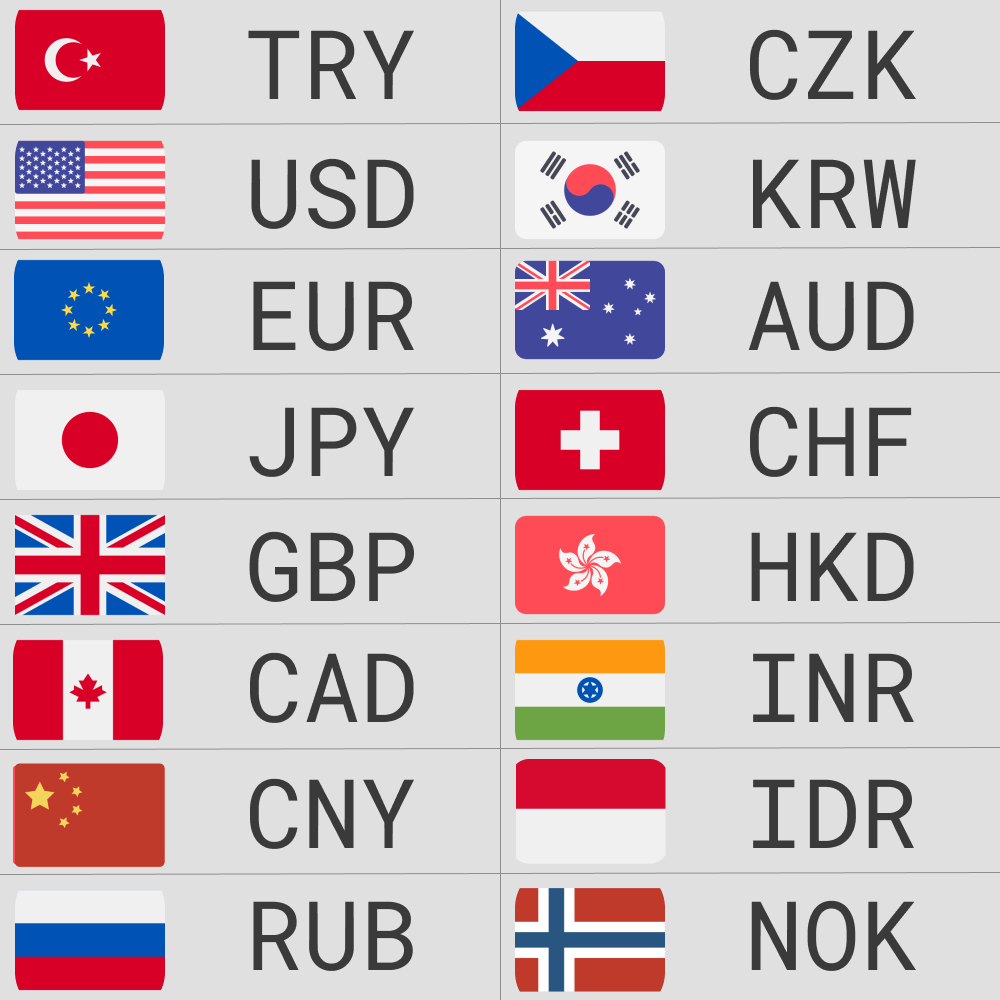 TRY CZK
USD KRW
EUR AUD
JPY CHF
GBP HKD
CAD INR
CNY IDR
RUB NOK